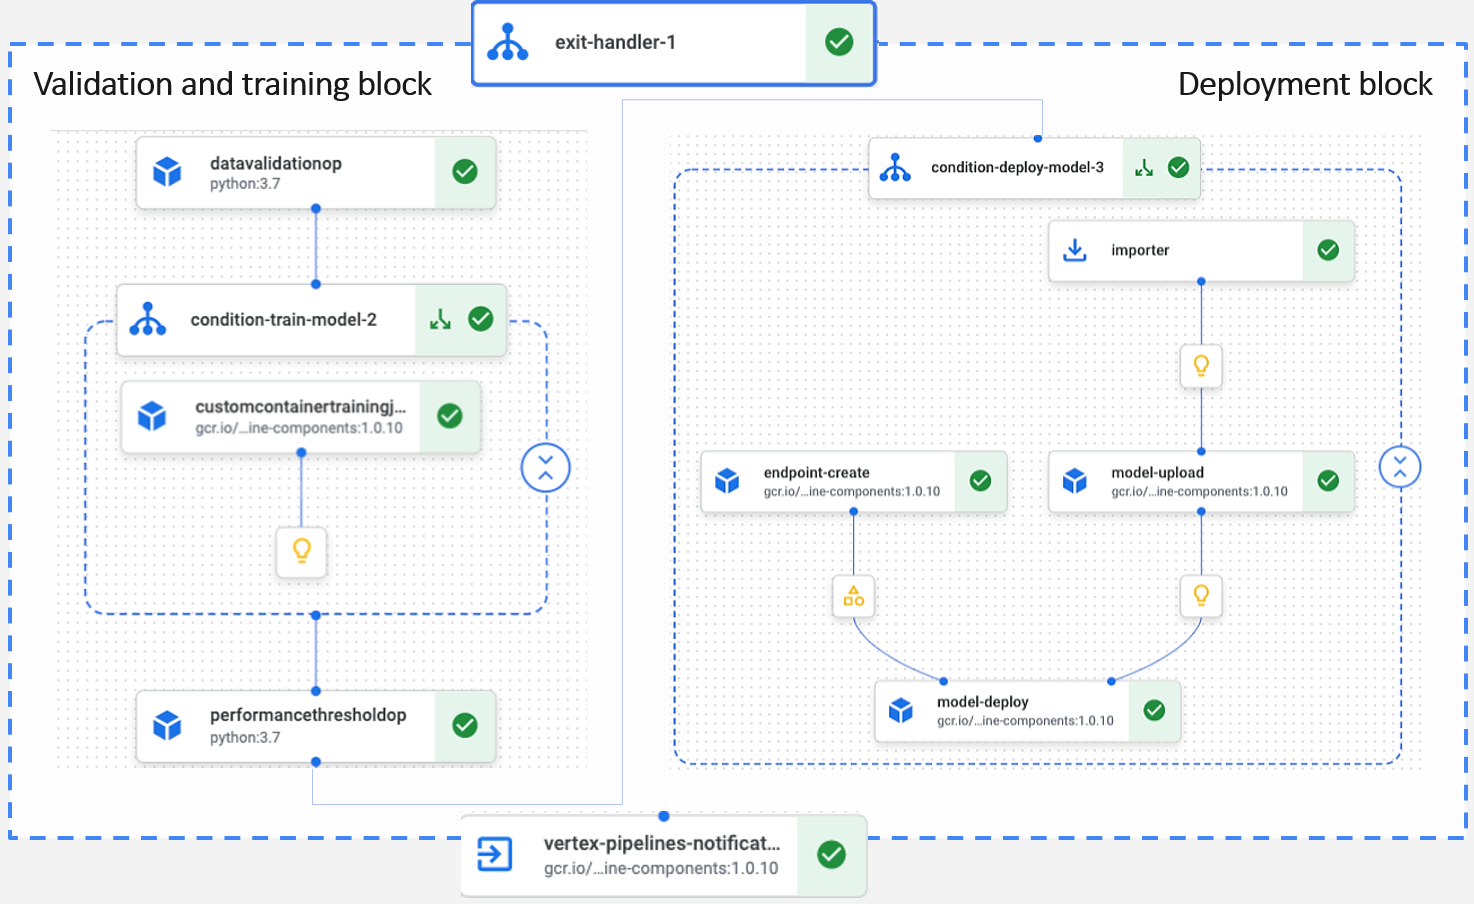 exit-handler-1
Validation and training block
datavalidationop
python:3.7
condition-train-model-2
customcontainertrainingj...
gcr.io/...ine-components:1.0.10
performancethresholdop
python:3.7
Deployment block
condition-deploy-model-3
importer
endpoint-create
gcr.io/...ine-components:1.0.10
model-upload
gcr.io/...ine-components:1.0.10
model-deploy
gcr.io/...ine-components:1.0.10
vertex-pipelines-notificat...
gcr.io/...ine-components:1.0.10